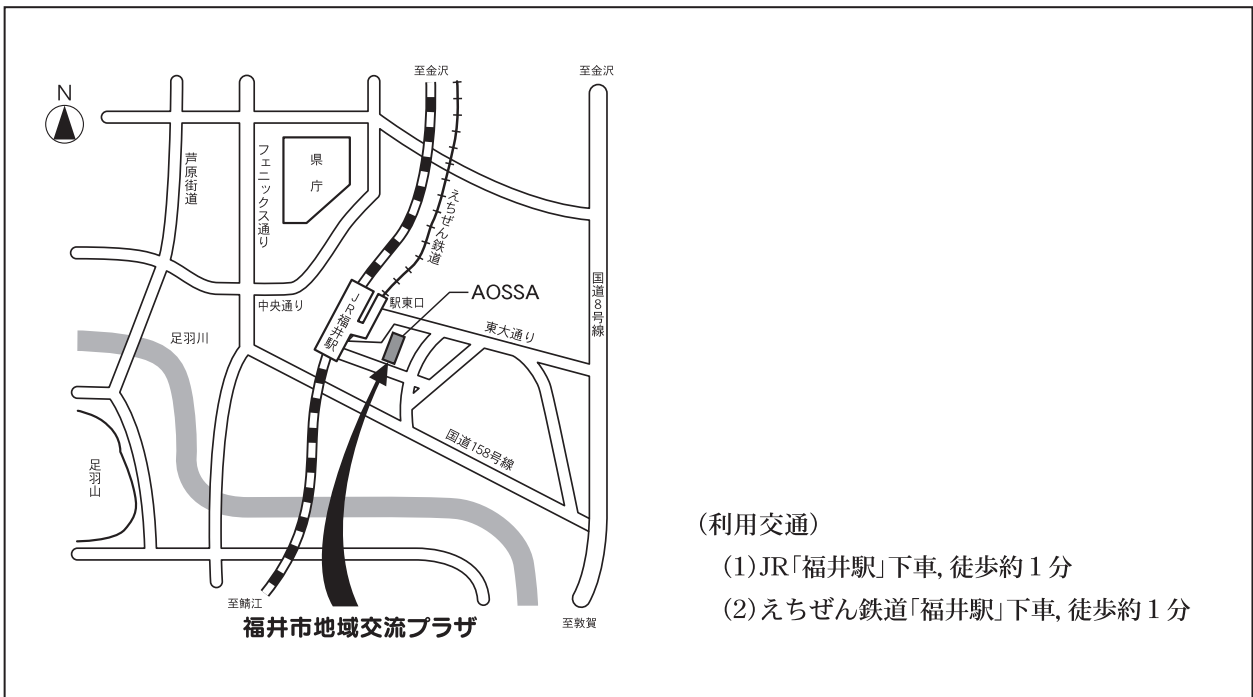 至金沢
至金沢
N
芦原街道
フェニックス通り
県庁
えちぜん鉄道
国道8号線
中央通り
JR福井駅
駅東口
AOSSA
東大通り
足羽川
国道158号線
足羽山
至鯖江
至敦賀
福井市地域交流プラザ
(利用交通)
(1)JR「福井駅」下車, 徒歩約1分
(2)えちぜん鉄道「福井駅」下車, 徒歩約1分